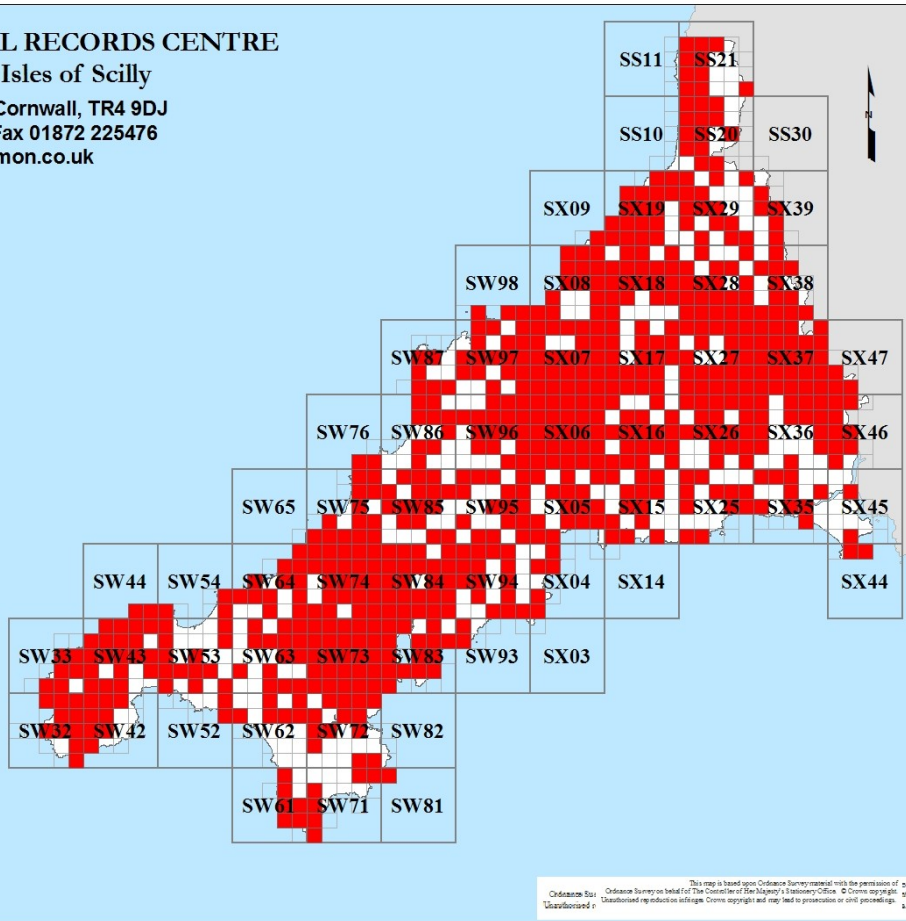 L RECORDS CENTRE
Isles of Scilly
Cornwall, TR4 9DJ
Fax 01872 225476
mon.co.uk
SS11 SS21
N
SS10 SS20 SS30
SX09 SX19 SX29 SX39
SW98 SX08 SX18 SX28 SX38
SW87 SW97 SX07 SX17 SX27 SX37 SX47
SW76 SW86 SW96 SX06 SX16 SX26 SX36 SX46
SW65 SW75 SW85 SW95 SX05 SX15 SX25 SX35 SX45
SW44 SW54 SW64 SW74 SW84 SW94 SX04 SX14 SX44
SW33 SW43 SW53 SW63 SW73 SW83 SW93 SX03
SW32 SW42 SW52 SW62 SW72 SW82
SW61 SW71 SW81
This map is based upon Ordnance Survey material with the permission of
Ordnance Survey on behalf of The Controller of Her Majesty's Stationery Office. © Crown copyright.
Unauthorised reproduction infringes Crown copyright and may lead to prosecution or civil proceedings.